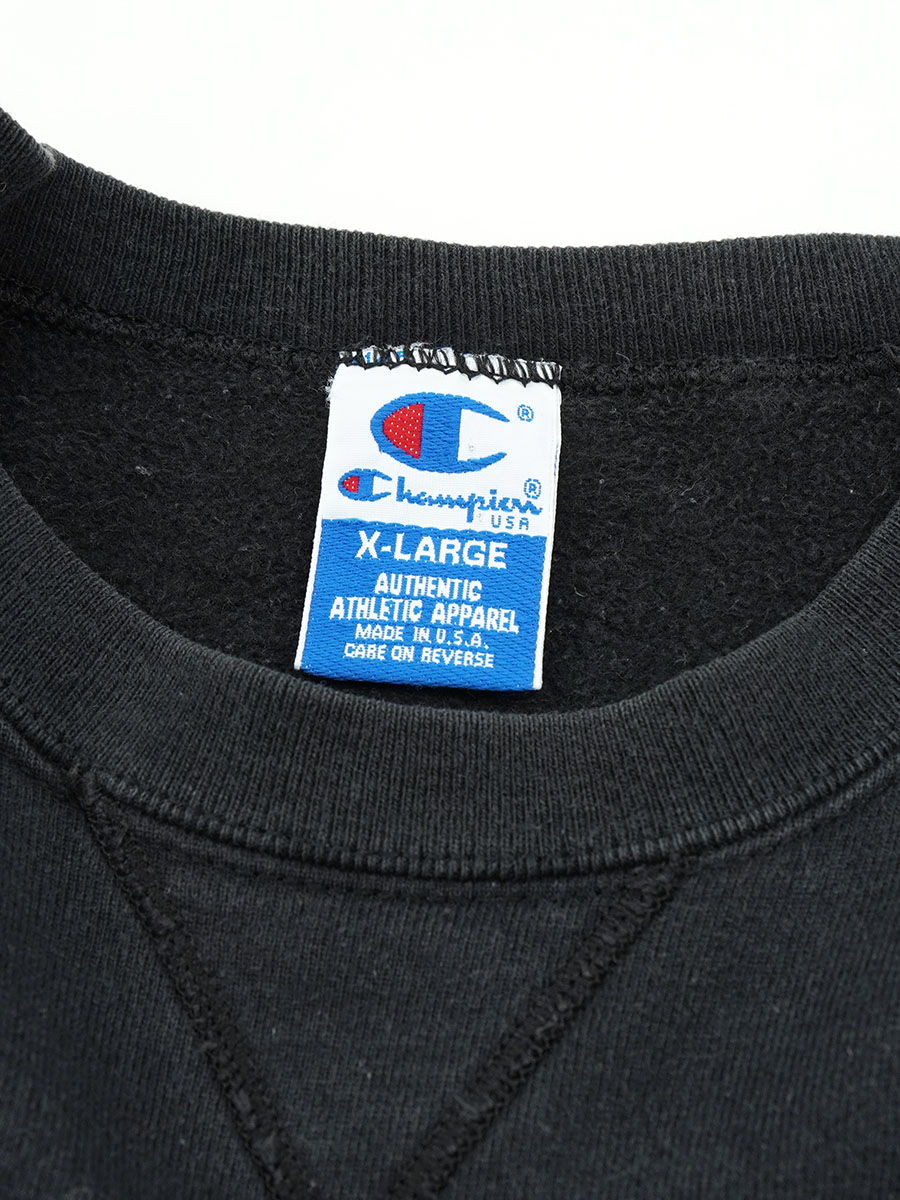 ®
Champion®
USA
X-LARGE
AUTHENTIC
ATHLETIC APPAREL
MADE IN U.S.A.
CARE ON REVERSE